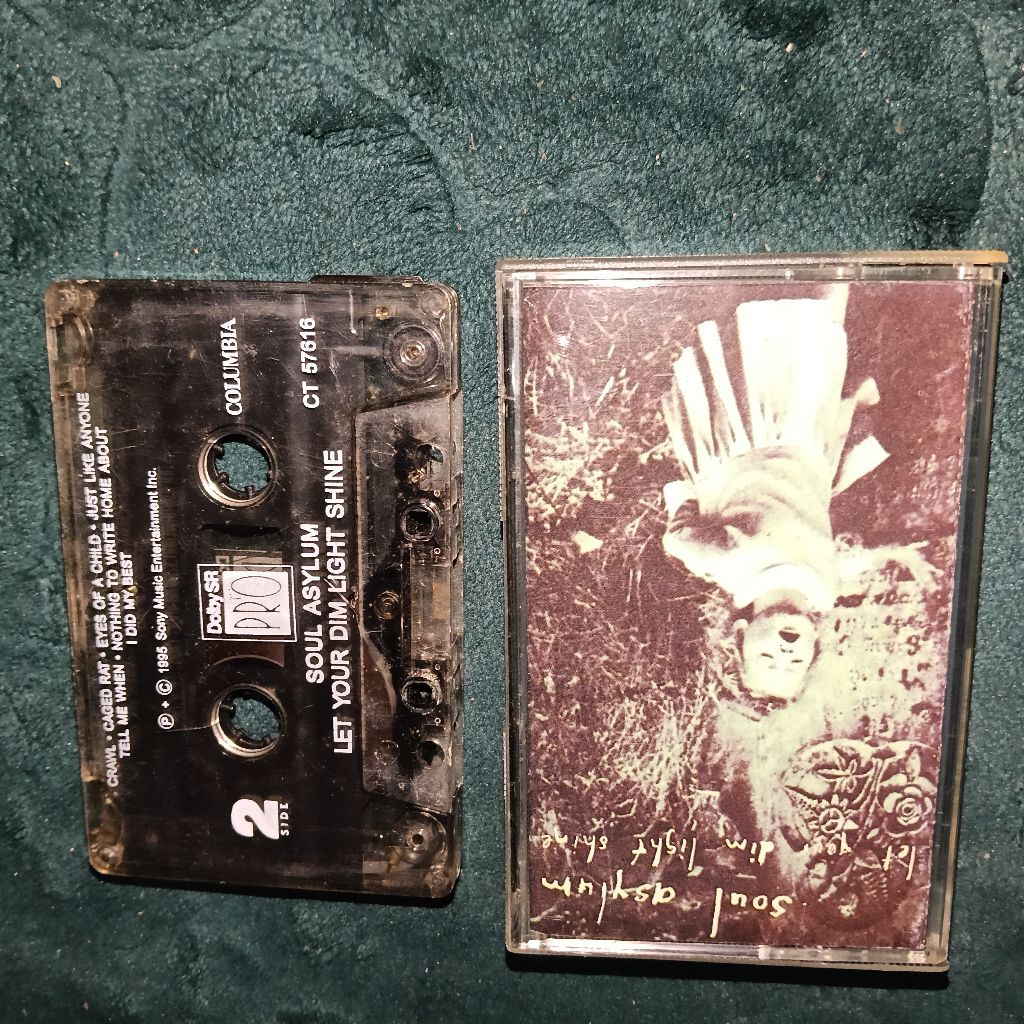 CRAWL • CAGED RAT • EYES OF A CHILD • JUST LIKE ANYONE
TELL ME WHEN • NOTHING TO WRITE HOME ABOUT
I DID MY BEST
℗ + © 1995 Sony Music Entertainment Inc.
COLUMBIA
Dolby SR
PRO
2
SIDE
CT 57616
SOUL ASYLUM
LET YOUR DIM LIGHT SHINE
soul asylum
let your dim light shine